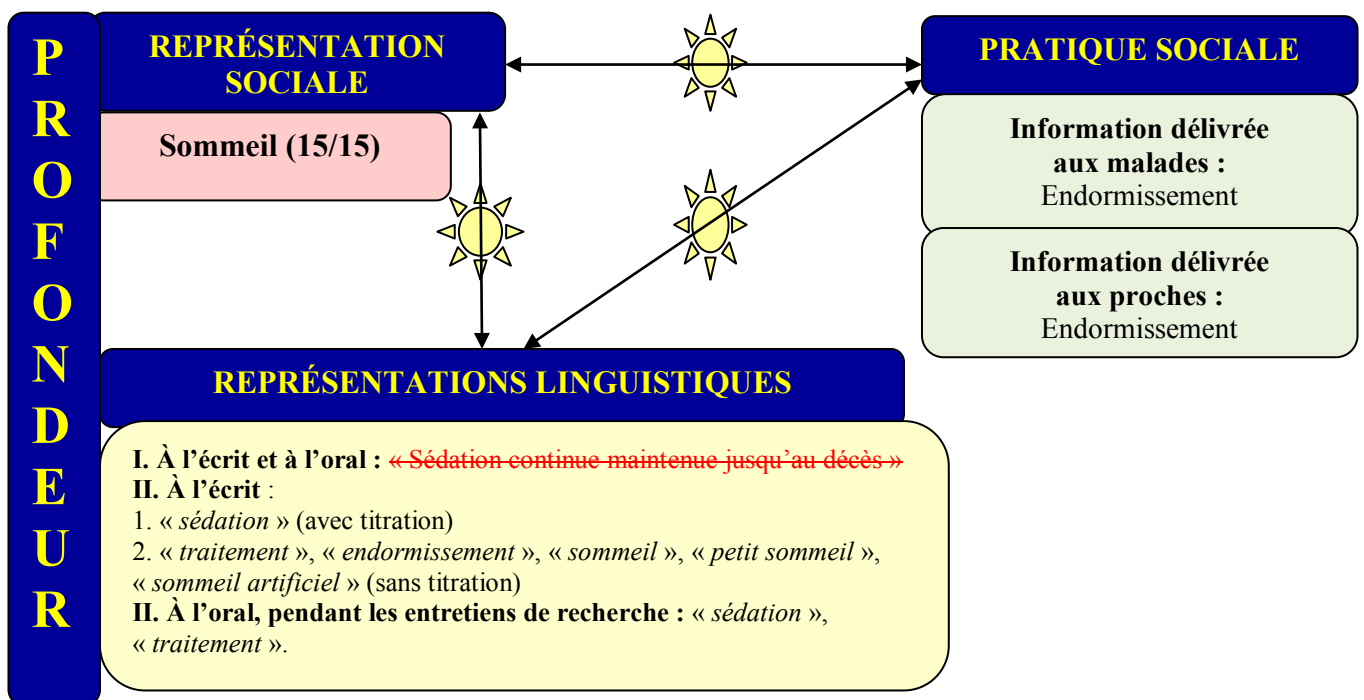 PROFONDEUR
REPRÉSENTATION
SOCIALE
Sommeil (15/15)
PRATIQUE SOCIALE
Information délivrée
aux malades :
Endormissement
Information délivrée
aux proches :
Endormissement
REPRÉSENTATIONS LINGUISTIQUES
I. À l’écrit et à l’oral : « Sédation continue maintenue jusqu’au décès »
II. À l’écrit :
1. « sédation » (avec titration)
2. « traitement », « endormissement », « sommeil », « petit sommeil »,
« sommeil artificiel » (sans titration)
II. À l’oral, pendant les entretiens de recherche : « sédation »,
« traitement ».